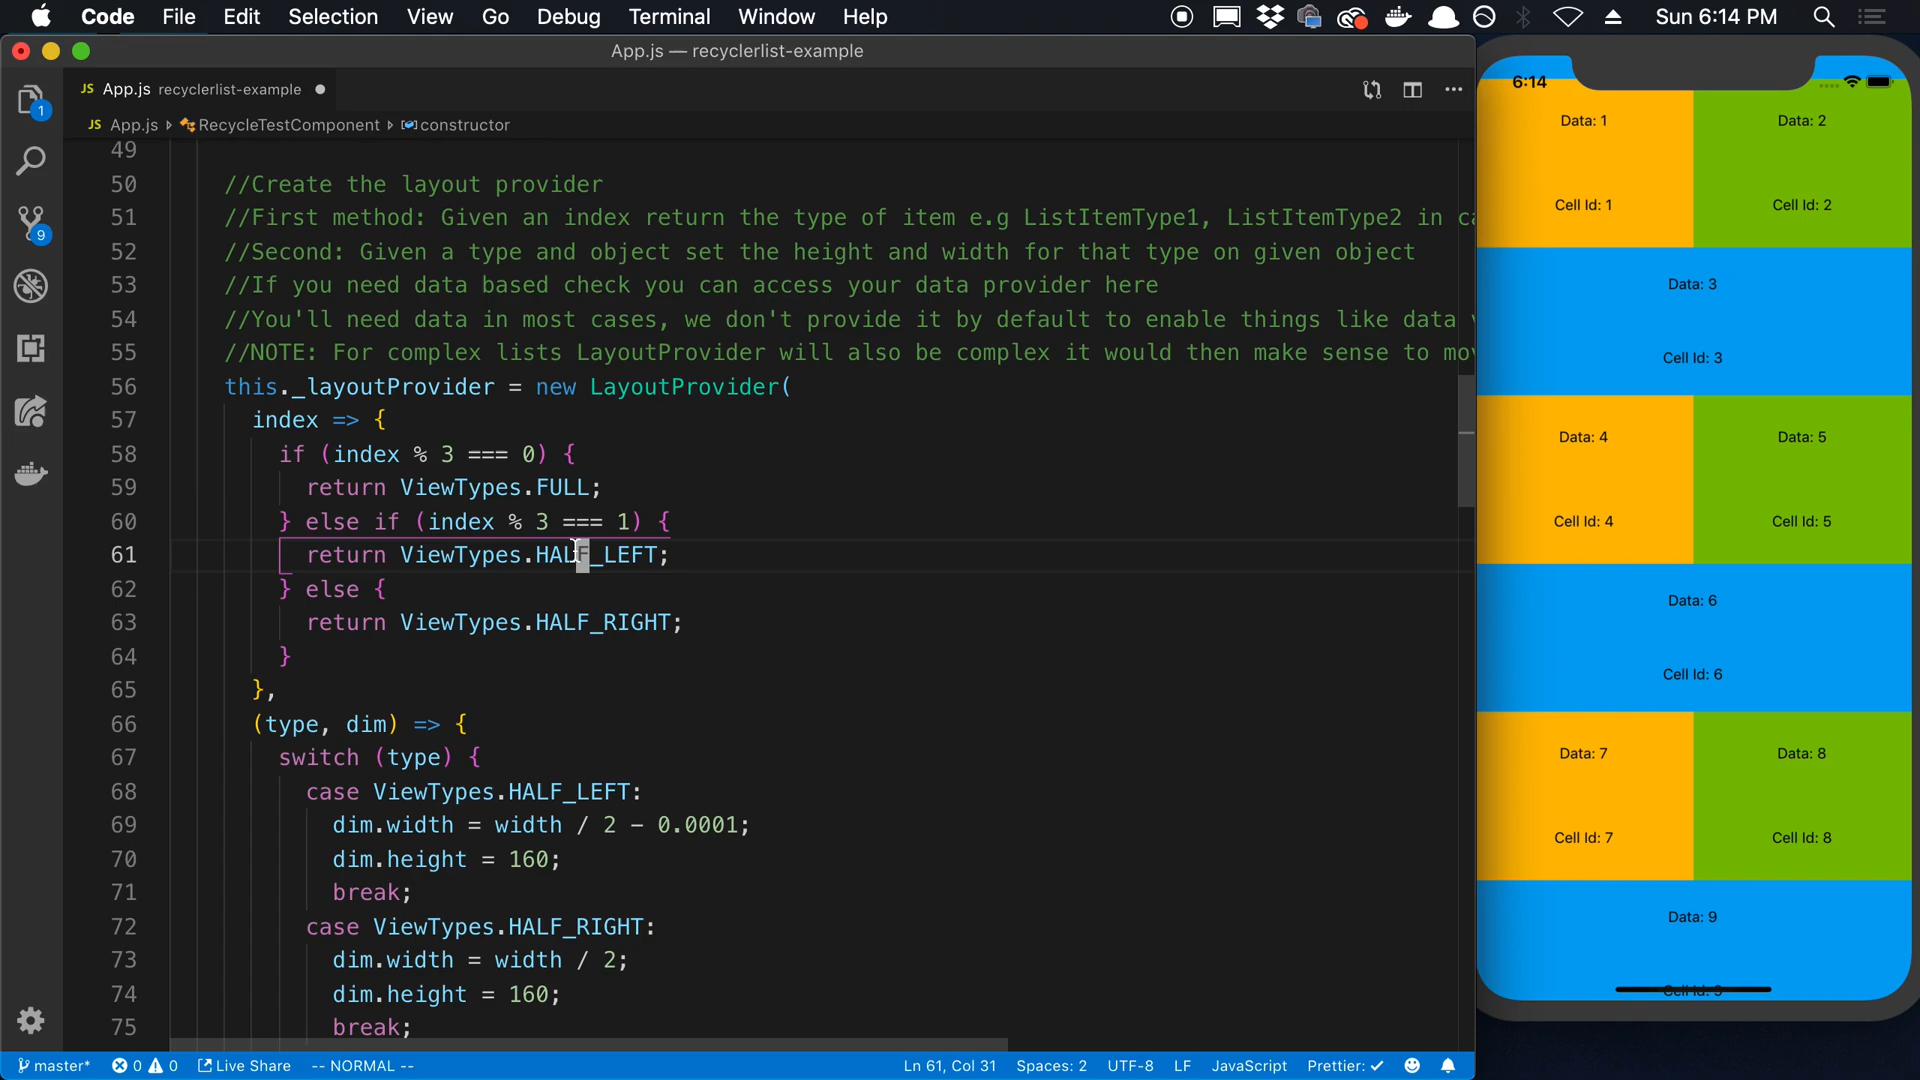 Code File Edit Selection View Go Debug Terminal Window Help Sun 6:14 PM
App.js — recyclerlist-example
JS App.js recyclerlist-example
JS App.js RecycleTestComponent constructor
1
9
49
50 //Create the layout provider
51 //First method: Given an index return the type of item e.g ListItemType1, ListItemType2 in
52 //Second: Given a type and object set the height and width for that type on given object
53 //If you need data based check you can access your data provider here
54 //You'll need data in most cases, we don't provide it by default to enable things like data
55 //NOTE: For complex lists LayoutProvider will also be complex it would then make sense to
56 this._layoutProvider = new LayoutProvider(
57 index => {
58 if (index % 3 === 0) {
59 return ViewTypes.FULL;
60 } else if (index % 3 === 1) {
61 return ViewTypes.HALF_LEFT;
62 } else {
63 return ViewTypes.HALF_RIGHT;
64 }
65 },
66 (type, dim) => {
67 switch (type) {
68 case ViewTypes.HALF_LEFT:
69 dim.width = width / 2 - 0.0001;
70 dim.height = 160;
71 break;
72 case ViewTypes.HALF_RIGHT:
73 dim.width = width / 2;
74 dim.height = 160;
75 break;
master* 0 0 Live Share -- NORMAL -- Ln 61, Col 31 Spaces: 2 UTF-8 LF JavaScript Prettier: ✓
6:14
Data: 1 Data: 2
Cell Id: 1 Cell Id: 2
Data: 3
Cell Id: 3
Data: 4 Data: 5
Cell Id: 4 Cell Id: 5
Data: 6
Cell Id: 6
Data: 7 Data: 8
Cell Id: 7 Cell Id: 8
Data: 9
Cell Id: 9